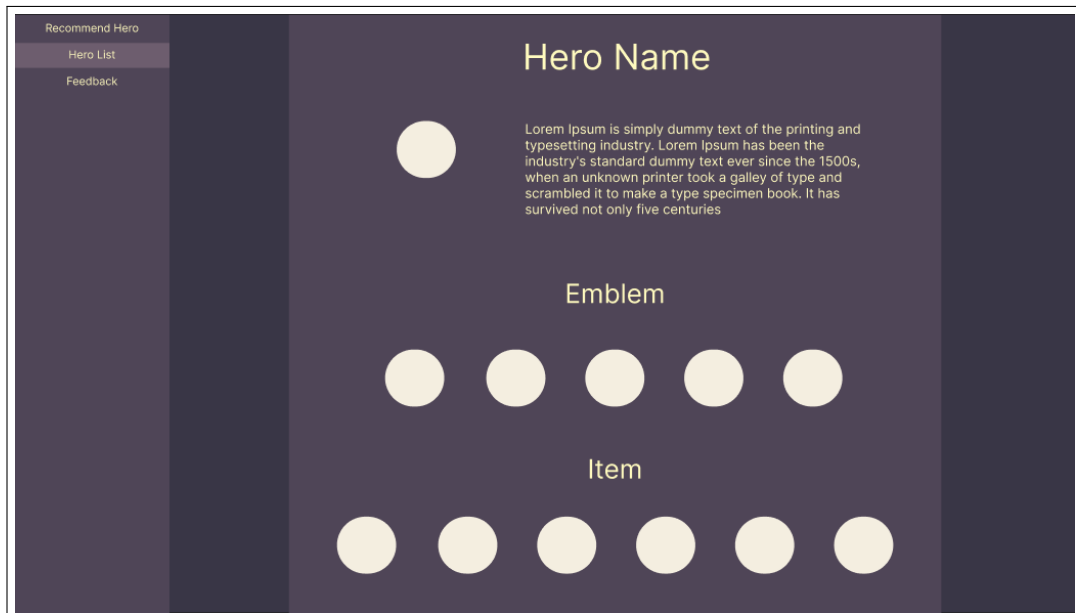 Recommend Hero
Hero List
Feedback
Hero Name
Lorem Ipsum is simply dummy text of the printing and
typesetting industry. Lorem Ipsum has been the
industry's standard dummy text ever since the 1500s,
when an unknown printer took a galley of type and
scrambled it to make a type specimen book. It has
survived not only five centuries
Emblem
Item